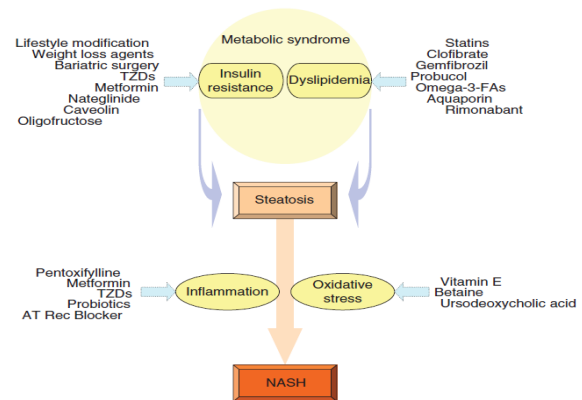 Metabolic syndrome
Lifestyle modification
Weight loss agents
Bariatric surgery
TZDs
Metformin
Nateglinide
Caveolin
Oligofructose
Insulin
resistance
Dyslipidemia
Statins
Clofibrate
Gemfibrozil
Probucol
Omega-3-FAs
Aquaporin
Rimonabant
Steatosis
Pentoxifylline
Metformin
TZDs
Probiotics
AT Rec Blocker
Inflammation
Oxidative
stress
Vitamin E
Betaine
Ursodeoxycholic acid
NASH